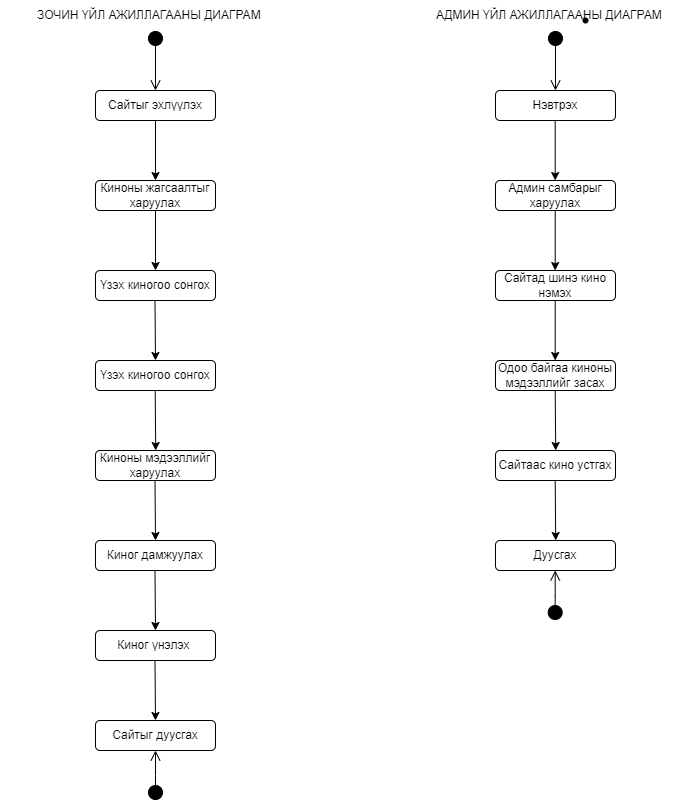 ЗОЧИН ҮЙЛ АЖИЛЛАГААНЫ ДИАГРАМ
Сайтыг эхлүүлэх
Киноны жагсаалтыг
харуулах
Үзэх киногоо сонгох
Үзэх киногоо сонгох
Киноны мэдээллийг
харуулах
Киног дамжуулах
Киног үнэлэх
Сайтыг дуусгах
АДМИН ҮЙЛ АЖИЛЛАГААНЫ ДИАГРАМ
Нэвтрэх
Админ самбарыг
харуулах
Сайтад шинэ кино
нэмэх
Одоо байгаа киноны
мэдээллийг засах
Сайтаас кино устгах
Дуусгах